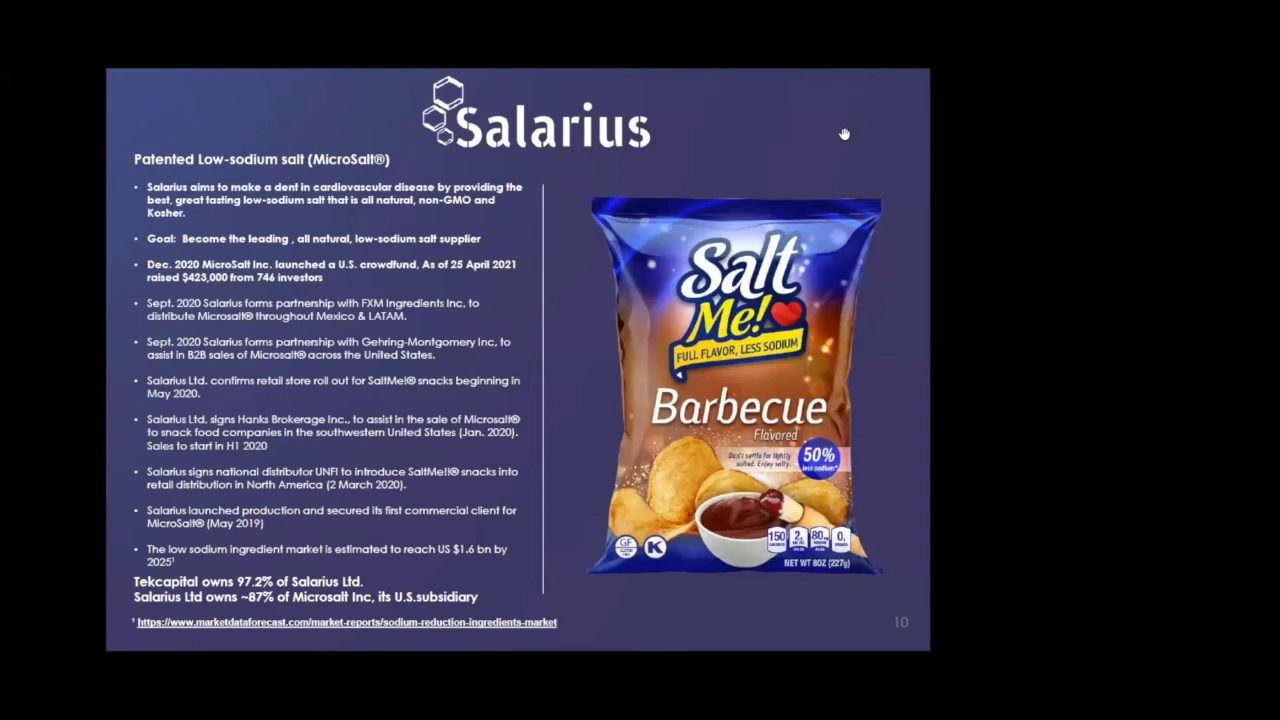 Salarius
Patented Low-sodium salt (MicroSalt®)
• Salarius aims to make a dent in cardiovascular disease by providing the
best, great tasting low-sodium salt that is all natural, non-GMO and
Kosher.
• Goal: Become the leading , all natural, low-sodium salt supplier
• Dec. 2020 MicroSalt Inc. launched a U.S. crowdfund, As of 25 April 2021
raised $423,000 from 746 investors
• Sept. 2020 Salarius forms partnership with FXM Ingredients Inc, to
distribute Microsalt® throughout Mexico & LATAM.
• Sept. 2020 Salarius forms partnership with Gehring-Montgomery Inc, to
assist in B2B sales of Microsalt® across the United States.
• Salarius Ltd. confirms retail store roll out for SaltMe!® snacks beginning in
May 2020.
• Salarius Ltd, signs Hanks Brokerage Inc., to assist in the sale of Microsalt®
to snack food companies in the southwestern United States (Jan. 2020).
Sales to start in H1 2020
• Salarius signs national distributor UNFI to introduce SaltMe!!® snacks into
retail distribution in North America (2 March 2020).
• Salarius launched production and secured its first commercial client for
MicroSalt® (May 2019)
• The low sodium ingredient market is estimated to reach US $1.6 bn by
2025¹
Tekcapital owns 97.2% of Salarius Ltd.
Salarius Ltd owns ~87% of Microsalt Inc, its U.S.subsidiary
¹ https://www.marketdataforecast.com/market-reports/sodium-reduction-ingredients-market
Salt
Me!
FULL FLAVOR, LESS SODIUM
Barbecue
Flavored
Don't settle for lightly
salted. Enjoy salty.
50%
less sodium*
GF
K
150
2
80
0
NET WT 8OZ (227g)
10